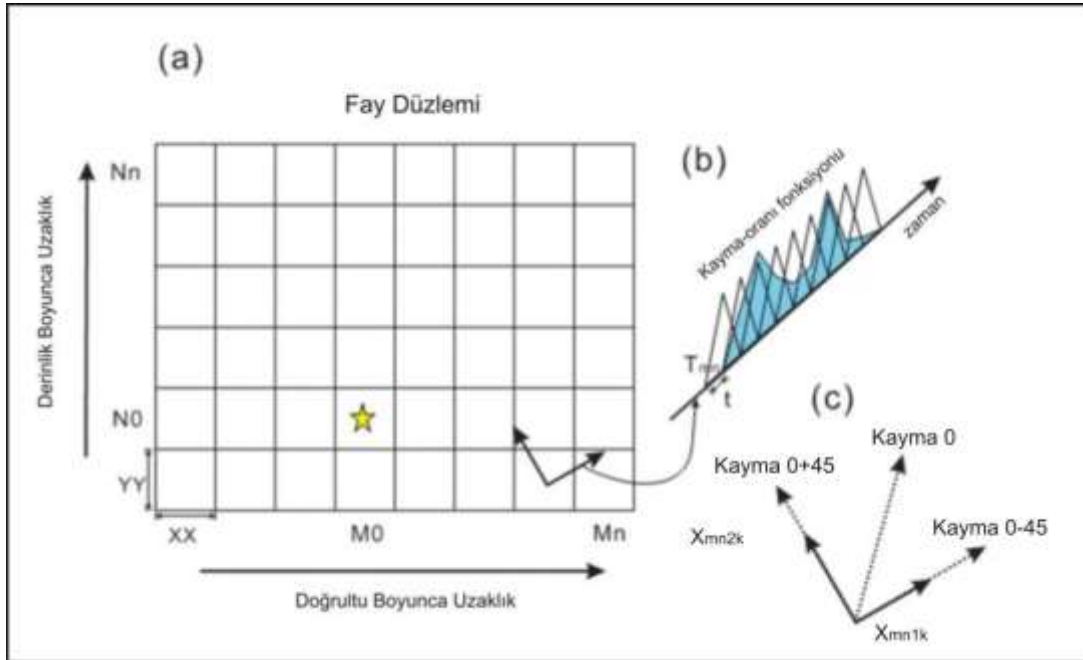 (a)
Fay Düzlemi
Nn
Derinlik Boyunca Uzaklık
N0
YY
XX
M0
Mn
Doğrultu Boyunca Uzaklık
(b)
Kayma-oranı fonksiyonu
zaman
Tmn
t
(c)
Kayma 0
Kayma 0+45
Kayma 0-45
Xmn2k
Xmn1k